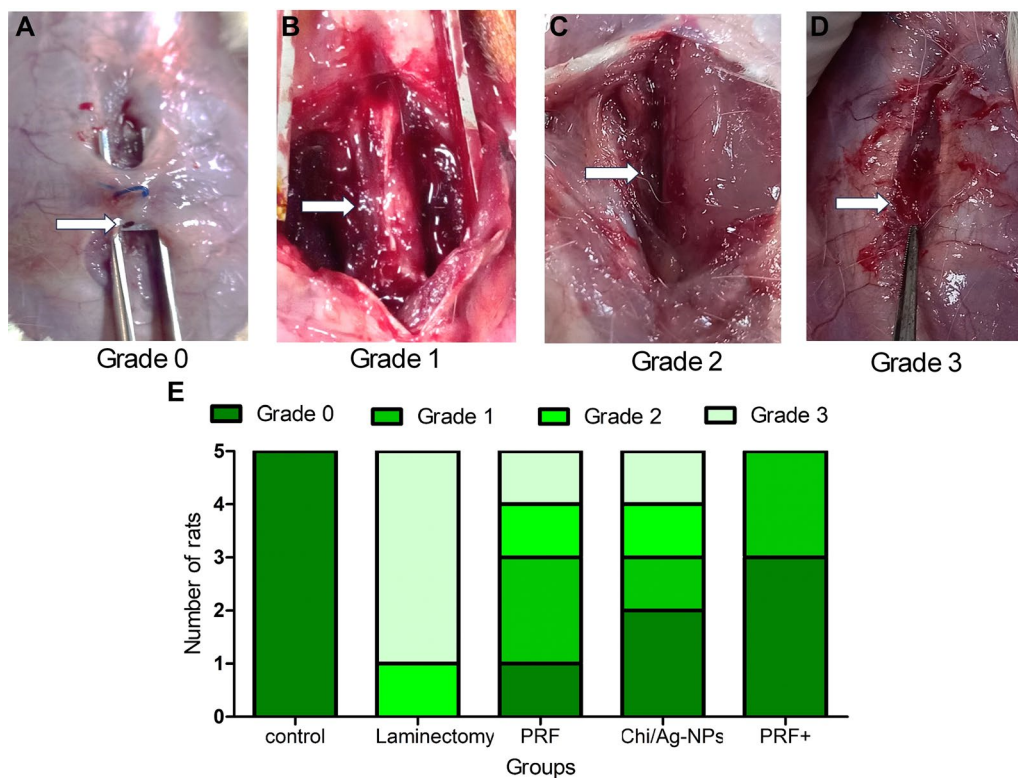 A B C D
Grade 0 Grade 1 Grade 2 Grade 3
E
Grade 0 Grade 1 Grade 2 Grade 3
5
4
3
2
1
0
Number of rats
control Laminectomy PRF Chi/Ag-NPs PRF+
Groups